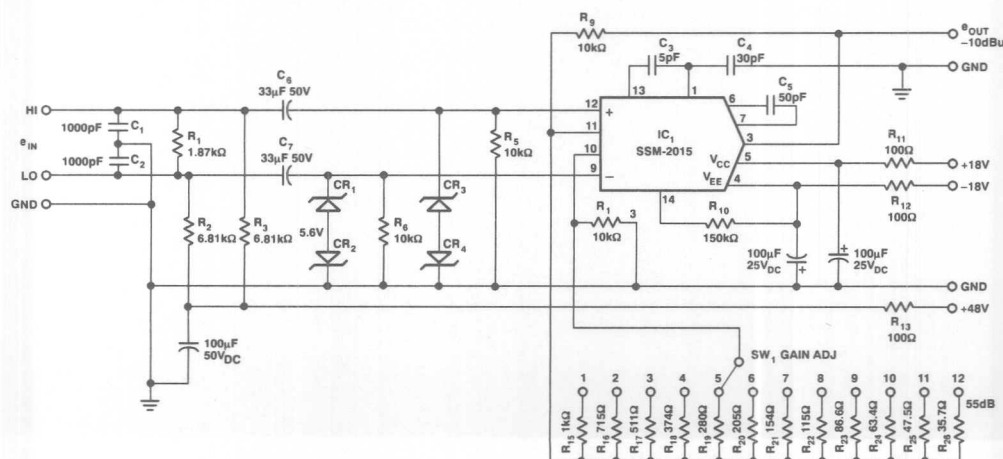 R9
10kΩ
eOUT
–10dBu
C3
5pF
C4
30pF
GND
C6
33µF 50V
13
1
C5
50pF
HI
12
+
6
7
1000pF
C1
R1
1.87kΩ
R5
10kΩ
11
IC1
SSM-2015
3
R11
100Ω
eIN
C7
33µF 50V
10
1000pF
C2
VCC
5
+18V
LO
9
–
VEE
4
–18V
GND
CR1
CR3
14
R12
100Ω
R2
6.81kΩ
R3
6.81kΩ
5.6V
R6
10kΩ
R1
10kΩ
3
R10
150kΩ
CR2
CR4
100µF
25VDC
+
+
100µF
25VDC
GND
+48V
R13
100Ω
100µF
50VDC
SW1 GAIN ADJ
1
2
3
4
5
6
7
8
9
10
11
12
55dB
R15 1kΩ
R16 715Ω
R17 511Ω
R18 374Ω
R19 280Ω
R20 205Ω
R21 154Ω
R22 115Ω
R23 86.6Ω
R24 63.4Ω
R25 47.5Ω
R26 35.7Ω